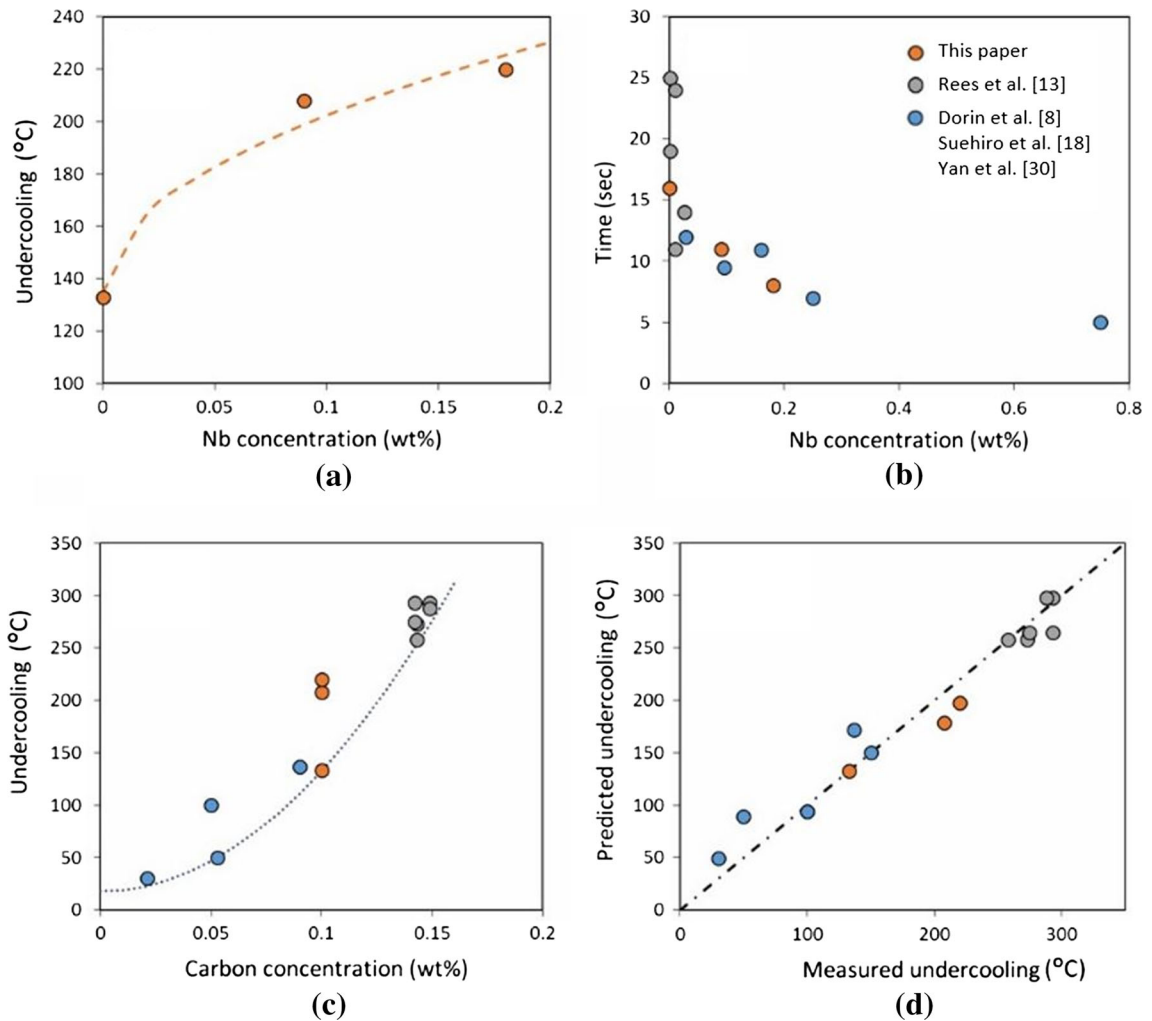 240
220
200
180
160
140
120
100
Undercooling (°C)
0 0.05 0.1 0.15 0.2
Nb concentration (wt%)
(a)
30
25
20
15
10
5
0
Time (sec)
This paper
Rees et al. [13]
Dorin et al. [8]
Suehiro et al. [18]
Yan et al. [30]
0 0.2 0.4 0.6 0.8
Nb concentration (wt%)
(b)
350
300
250
200
150
100
50
0
Undercooling (°C)
0 0.05 0.1 0.15 0.2
Carbon concentration (wt%)
(c)
350
300
250
200
150
100
50
0
Predicted undercooling (°C)
0 100 200 300
Measured undercooling (°C)
(d)